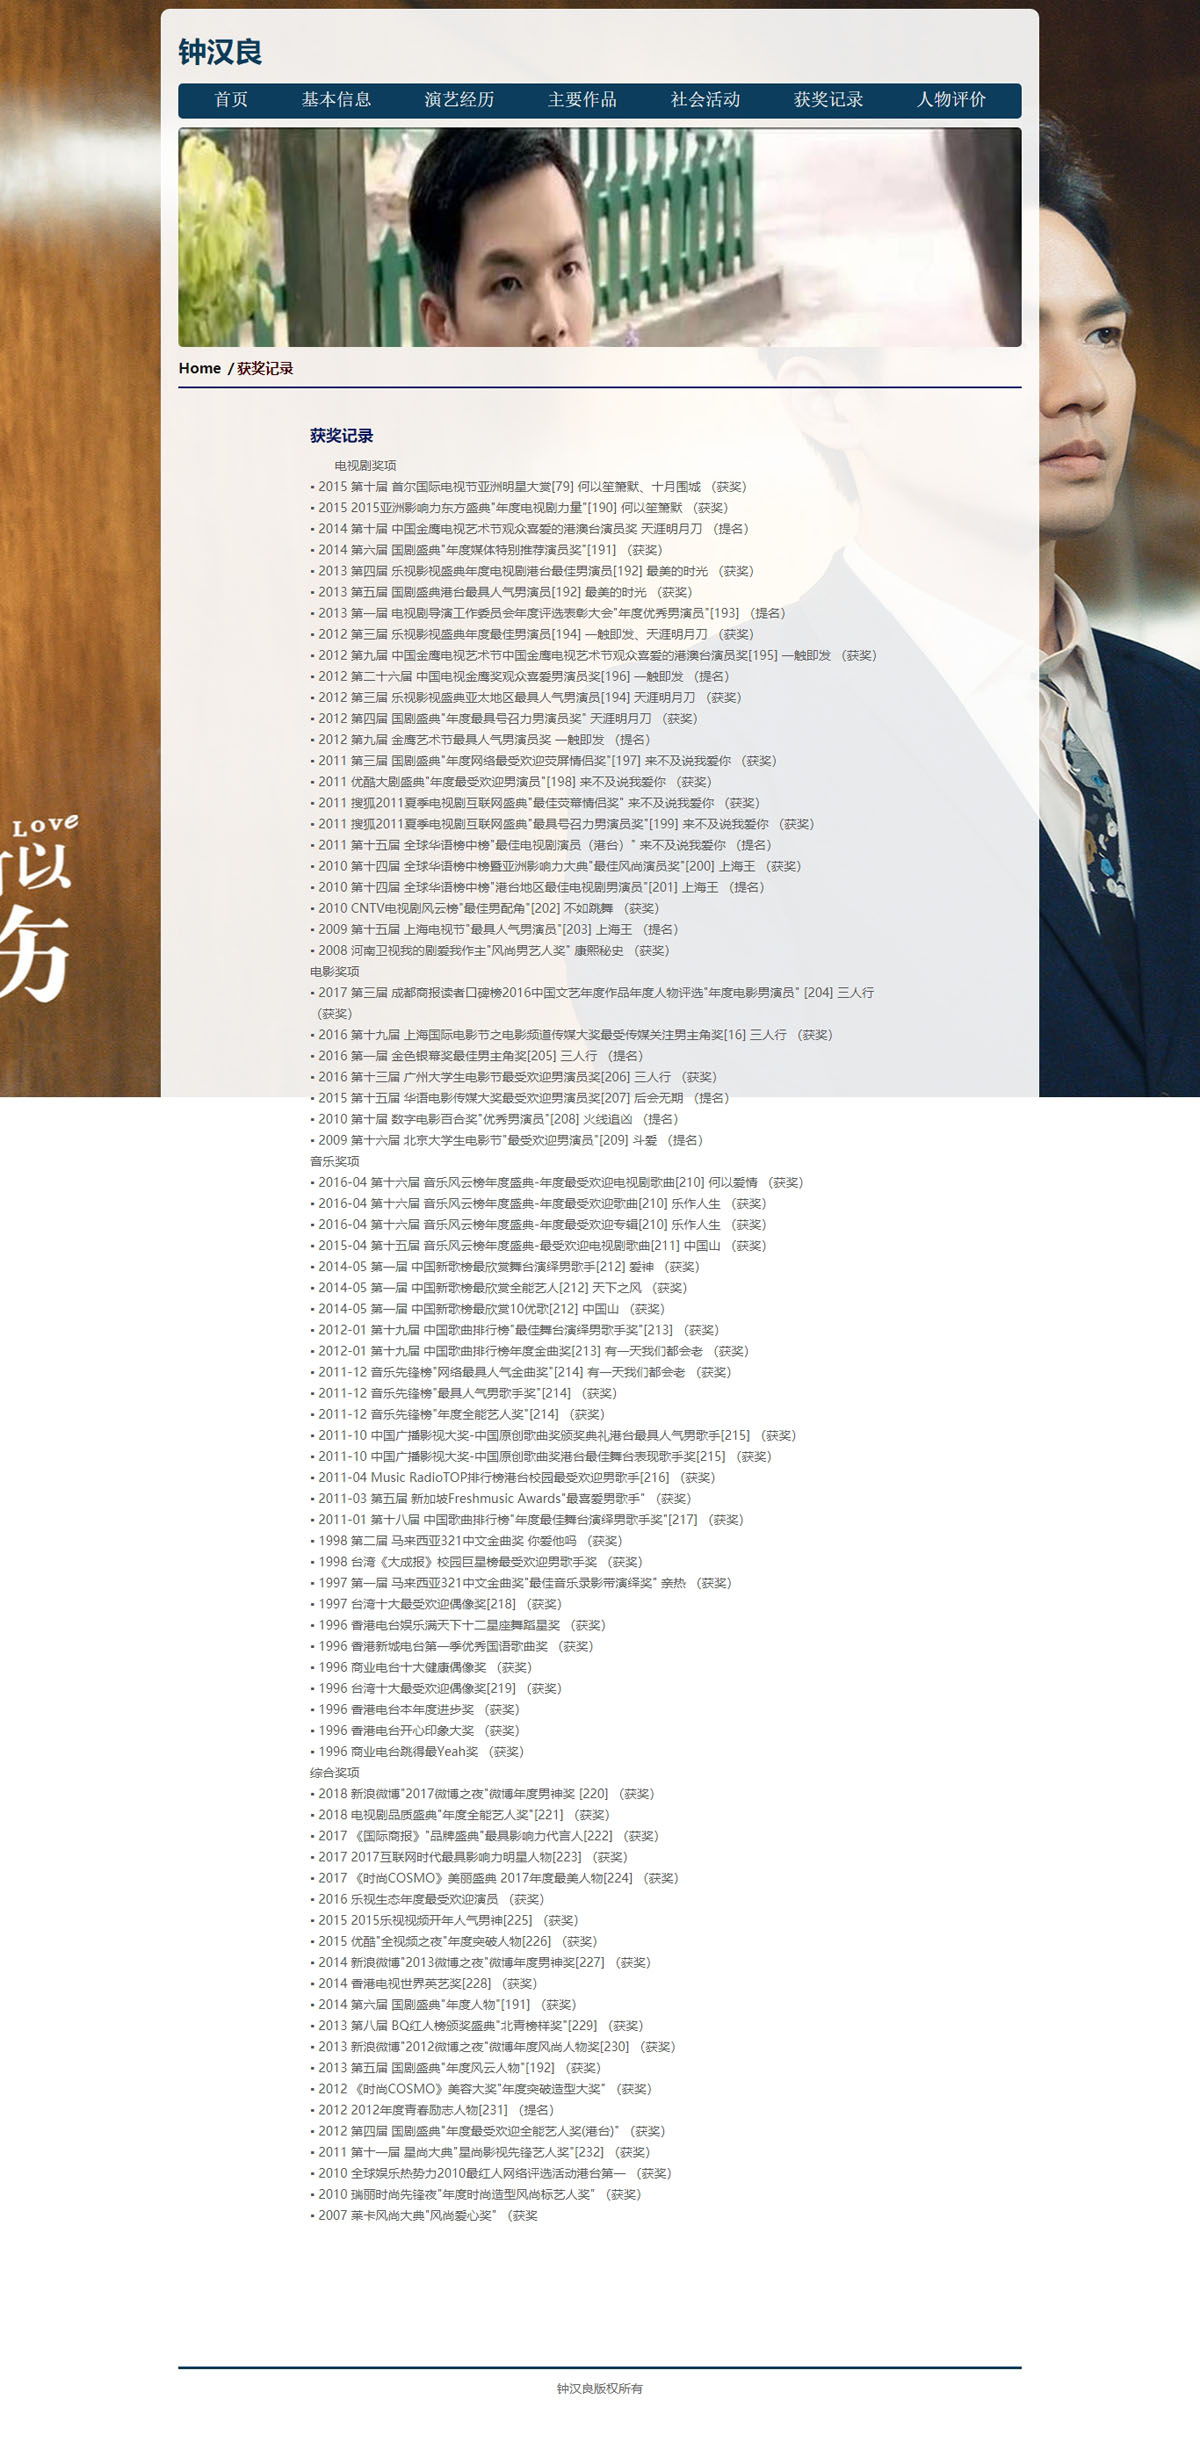 钟汉良
首页 基本信息 演艺经历 主要作品 社会活动 获奖记录 人物评价
Home / 获奖记录
获奖记录
电视剧奖项
▪ 2015 第十届 首尔国际电视节亚洲明星大赏[79] 何以笙箫默、十月围城 （获奖）
▪ 2015 2015亚洲影响力东方盛典"年度电视剧力量"[190] 何以笙箫默 （获奖）
▪ 2014 第十届 中国金鹰电视艺术节观众喜爱的港澳台演员奖 天涯明月刀 （提名）
▪ 2014 第六届 国剧盛典"年度媒体特别推荐演员奖"[191] （获奖）
▪ 2013 第四届 乐视影视盛典年度电视剧港台最佳男演员[192] 最美的时光 （获奖）
▪ 2013 第五届 国剧盛典港台最具人气男演员[192] 最美的时光 （获奖）
▪ 2013 第一届 电视剧导演工作委员会年度评选表彰大会"年度优秀男演员"[193] （提名）
▪ 2012 第三届 乐视影视盛典年度最佳男演员[194] 一触即发、天涯明月刀 （获奖）
▪ 2012 第九届 中国金鹰电视艺术节中国金鹰电视艺术节观众喜爱的港澳台演员奖[195] 一触即发 （获奖）
▪ 2012 第二十六届 中国电视金鹰奖观众喜爱男演员奖[196] 一触即发 （提名）
▪ 2012 第三届 乐视影视盛典亚太地区最具人气男演员[194] 天涯明月刀 （获奖）
▪ 2012 第四届 国剧盛典"年度最具号召力男演员奖" 天涯明月刀 （获奖）
▪ 2012 第九届 金鹰艺术节最具人气男演员奖 一触即发 （提名）
▪ 2011 第三届 国剧盛典"年度网络最受欢迎荧屏情侣奖"[197] 来不及说我爱你 （获奖）
▪ 2011 优酷大剧盛典"年度最受欢迎男演员"[198] 来不及说我爱你 （获奖）
▪ 2011 搜狐2011夏季电视剧互联网盛典"最佳荧幕情侣奖" 来不及说我爱你 （获奖）
▪ 2011 搜狐2011夏季电视剧互联网盛典"最具号召力男演员奖"[199] 来不及说我爱你 （获奖）
▪ 2011 第十五届 全球华语榜中榜"最佳电视剧演员（港台）" 来不及说我爱你 （提名）
▪ 2010 第十四届 全球华语榜中榜暨亚洲影响力大典"最佳风尚演员奖"[200] 上海王 （获奖）
▪ 2010 第十四届 全球华语榜中榜"港台地区最佳电视剧男演员"[201] 上海王 （提名）
▪ 2010 CNTV电视剧风云榜"最佳男配角"[202] 不如跳舞 （获奖）
▪ 2009 第十五届 上海电视节"最具人气男演员"[203] 上海王 （提名）
▪ 2008 河南卫视我的剧爱我作主"风尚男艺人奖" 康熙秘史 （获奖）
电影奖项
▪ 2017 第三届 成都商报读者口碑榜2016中国文艺年度作品年度人物评选"年度电影男演员" [204] 三人行
（获奖）
▪ 2016 第十九届 上海国际电影节之电影频道传媒大奖最受传媒关注男主角奖[16] 三人行 （获奖）
▪ 2016 第一届 金色银幕奖最佳男主角奖[205] 三人行 （提名）
▪ 2016 第十三届 广州大学生电影节最受欢迎男演员奖[206] 三人行 （获奖）
▪ 2015 第十五届 华语电影传媒大奖最受欢迎男演员奖[207] 后会无期 （提名）
▪ 2010 第十届 数字电影百合奖"优秀男演员"[208] 火线追凶 （提名）
▪ 2009 第十六届 北京大学生电影节"最受欢迎男演员"[209] 斗爱 （提名）
音乐奖项
▪ 2016-04 第十六届 音乐风云榜年度盛典-年度最受欢迎电视剧歌曲[210] 何以爱情 （获奖）
▪ 2016-04 第十六届 音乐风云榜年度盛典-年度最受欢迎歌曲[210] 乐作人生 （获奖）
▪ 2016-04 第十六届 音乐风云榜年度盛典-年度最受欢迎专辑[210] 乐作人生 （获奖）
▪ 2015-04 第十五届 音乐风云榜年度盛典-最受欢迎电视剧歌曲[211] 中国山 （获奖）
▪ 2014-05 第一届 中国新歌榜最欣赏舞台演绎男歌手[212] 爱神 （获奖）
▪ 2014-05 第一届 中国新歌榜最欣赏全能艺人[212] 天下之风 （获奖）
▪ 2014-05 第一届 中国新歌榜最欣赏10优歌[212] 中国山 （获奖）
▪ 2012-01 第十九届 中国歌曲排行榜"最佳舞台演绎男歌手奖"[213] （获奖）
▪ 2012-01 第十九届 中国歌曲排行榜年度金曲奖[213] 有一天我们都会老 （获奖）
▪ 2011-12 音乐先锋榜"网络最具人气金曲奖"[214] 有一天我们都会老 （获奖）
▪ 2011-12 音乐先锋榜"最具人气男歌手奖"[214] （获奖）
▪ 2011-12 音乐先锋榜"年度全能艺人奖"[214] （获奖）
▪ 2011-10 中国广播影视大奖-中国原创歌曲奖颁奖典礼港台最具人气男歌手[215] （获奖）
▪ 2011-10 中国广播影视大奖-中国原创歌曲奖港台最佳舞台表现歌手奖[215] （获奖）
▪ 2011-04 Music RadioTOP排行榜港台校园最受欢迎男歌手[216] （获奖）
▪ 2011-03 第五届 新加坡Freshmusic Awards"最喜爱男歌手" （获奖）
▪ 2011-01 第十八届 中国歌曲排行榜"年度最佳舞台演绎男歌手奖"[217] （获奖）
▪ 1998 第二届 马来西亚321中文金曲奖 你爱他吗 （获奖）
▪ 1998 台湾《大成报》校园巨星榜最受欢迎男歌手奖 （获奖）
▪ 1997 第一届 马来西亚321中文金曲奖"最佳音乐录影带演绎奖" 亲热 （获奖）
▪ 1997 台湾十大最受欢迎偶像奖[218] （获奖）
▪ 1996 香港电台娱乐满天下十二星座舞蹈星奖 （获奖）
▪ 1996 香港新城电台第一季优秀国语歌曲奖 （获奖）
▪ 1996 商业电台十大健康偶像奖 （获奖）
▪ 1996 台湾十大最受欢迎偶像奖[219] （获奖）
▪ 1996 香港电台本年度进步奖 （获奖）
▪ 1996 香港电台开心印象大奖 （获奖）
▪ 1996 商业电台跳得最Yeah奖 （获奖）
综合奖项
▪ 2018 新浪微博"2017微博之夜"微博年度男神奖 [220] （获奖）
▪ 2018 电视剧品质盛典"年度全能艺人奖"[221] （获奖）
▪ 2017 《国际商报》"品牌盛典"最具影响力代言人[222] （获奖）
▪ 2017 2017互联网时代最具影响力明星人物[223] （获奖）
▪ 2017 《时尚COSMO》美丽盛典 2017年度最美人物[224] （获奖）
▪ 2016 乐视生态年度最受欢迎演员 （获奖）
▪ 2015 2015乐视视频开年人气男神[225] （获奖）
▪ 2015 优酷"全视频之夜"年度突破人物[226] （获奖）
▪ 2014 新浪微博"2013微博之夜"微博年度男神奖[227] （获奖）
▪ 2014 香港电视世界英艺奖[228] （获奖）
▪ 2014 第六届 国剧盛典"年度人物"[191] （获奖）
▪ 2013 第八届 BQ红人榜颁奖盛典"北青榜样奖"[229] （获奖）
▪ 2013 新浪微博"2012微博之夜"微博年度风尚人物奖[230] （获奖）
▪ 2013 第五届 国剧盛典"年度风云人物"[192] （获奖）
▪ 2012 《时尚COSMO》美容大奖"年度突破造型大奖" （获奖）
▪ 2012 2012年度青春励志人物[231] （提名）
▪ 2012 第四届 国剧盛典"年度最受欢迎全能艺人奖(港台)" （获奖）
▪ 2011 第十一届 星尚大典"星尚影视先锋艺人奖"[232] （获奖）
▪ 2010 全球娱乐热势力2010最红人网络评选活动港台第一 （获奖）
▪ 2010 瑞丽时尚先锋夜"年度时尚造型风尚标艺人奖" （获奖）
▪ 2007 莱卡风尚大典"风尚爱心奖" （获奖
Love
以
伤
钟汉良版权所有